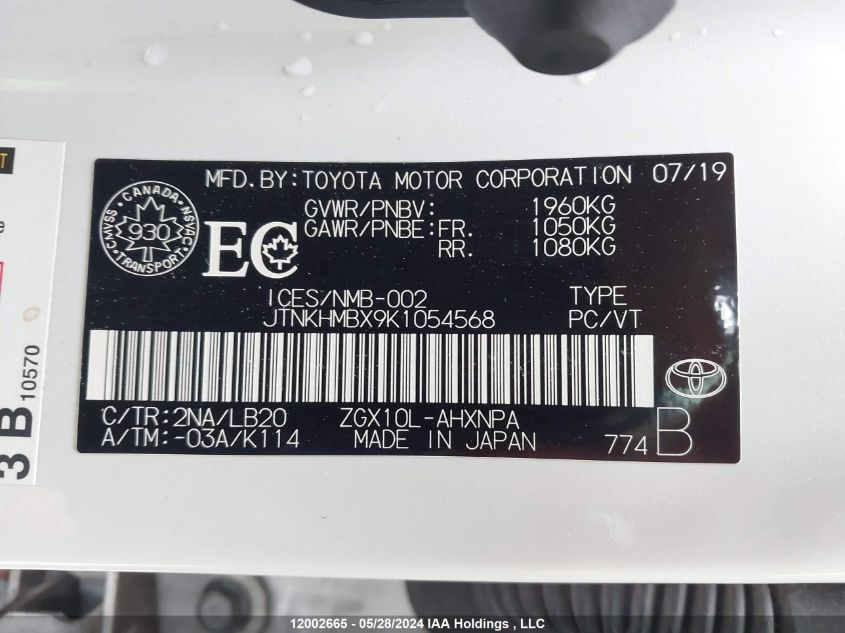 MFD.BY:TOYOTA MOTOR CORPORATION 07/19
CANADA
CMVSS 930 NSVAC
TRANSPORT
EC
GVWR/PNBV: 1960KG
GAWR/PNBE:FR. 1050KG
RR. 1080KG
ICES/NMB-002 TYPE
JTNKHMBX9K1054568 PC/VT
C/TR:2NA/LB20 ZGX10L-AHXNPA
A/TM:-03A/K114 MADE IN JAPAN 774 B
3B 10570
12002665 - 05/28/2024 IAA Holdings , LLC